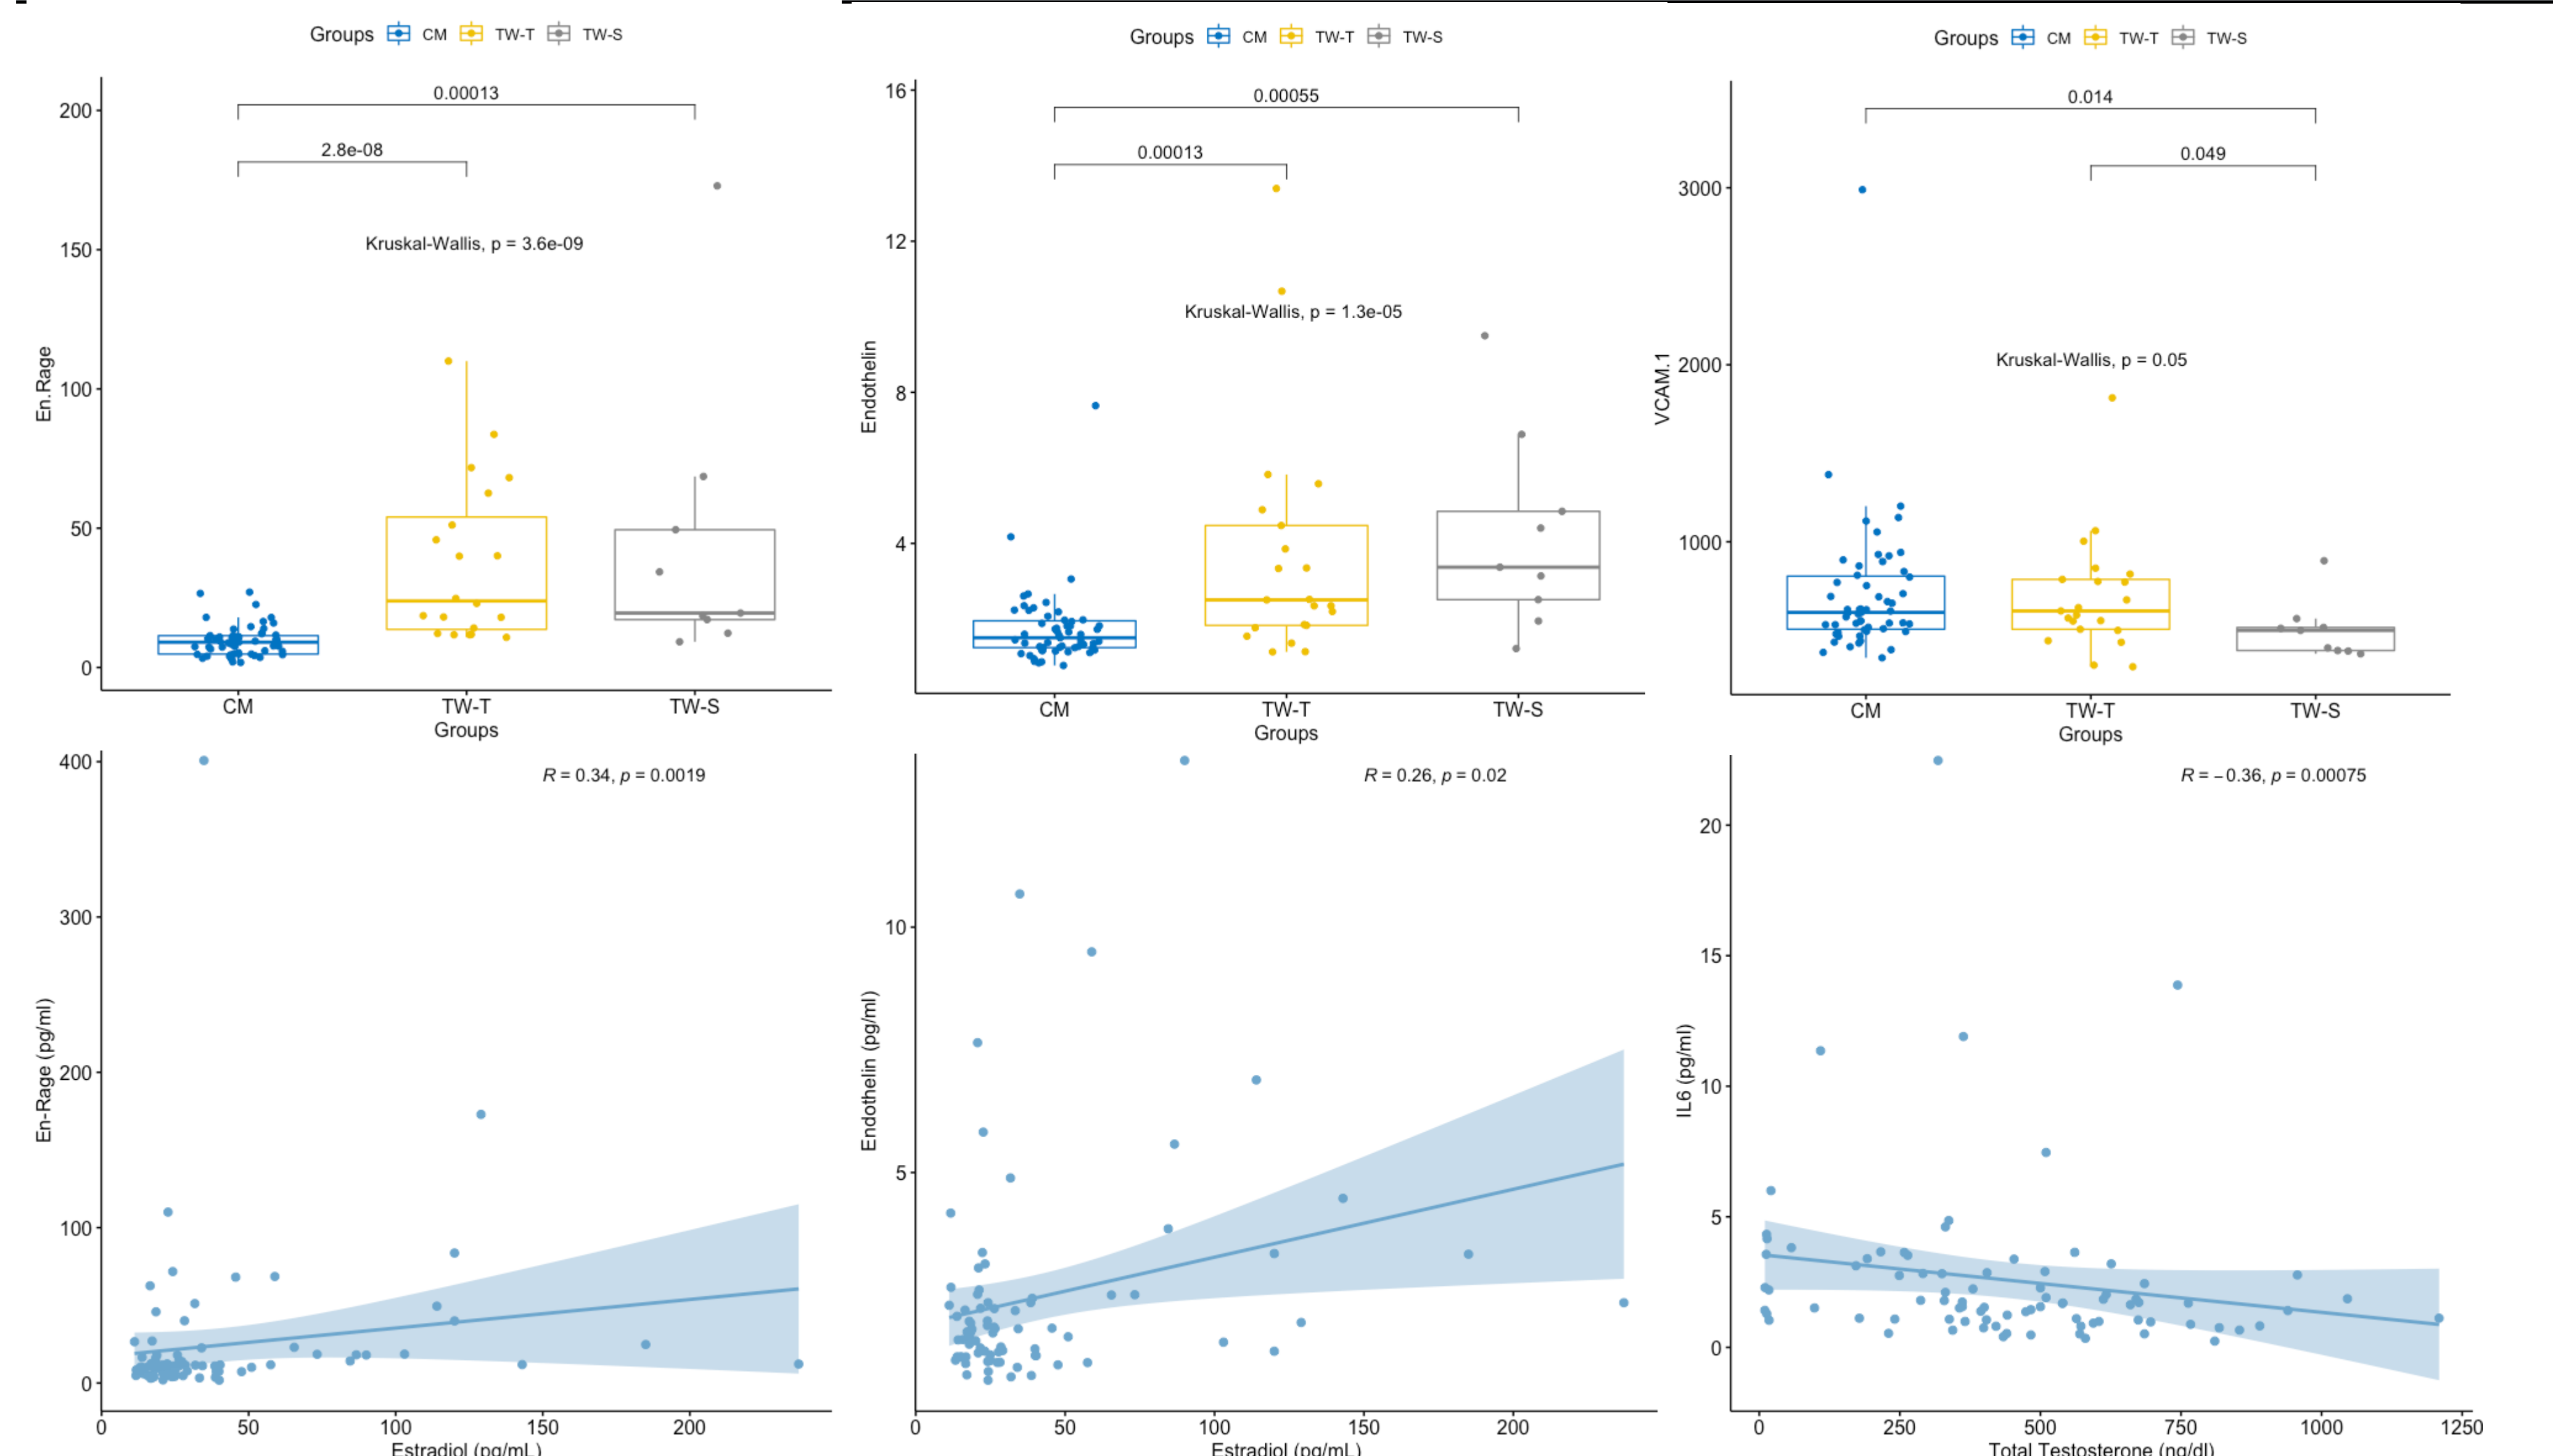 Groups CM TW-T TW-S
200
150
100
50
0
En.Rage
0.00013
2.8e-08
Kruskal-Wallis, p = 3.6e-09
CM TW-T TW-S
Groups
Groups CM TW-T TW-S
16
12
8
4
Endothelin
0.00055
0.00013
Kruskal-Wallis, p = 1.3e-05
CM TW-T TW-S
Groups
Groups CM TW-T TW-S
3000
2000
1000
VCAM.1
0.014
0.049
Kruskal-Wallis, p = 0.05
CM TW-T TW-S
Groups
400
300
200
100
0
En-Rage (pg/ml)
R = 0.34, p = 0.0019
0 50 100 150 200
Estradiol (pg/mL)
10
5
Endothelin (pg/ml)
R = 0.26, p = 0.02
0 50 100 150 200
Estradiol (pg/mL)
20
15
10
5
0
IL6 (pg/ml)
R = −0.36, p = 0.00075
0 250 500 750 1000 1250
Total Testosterone (ng/dl)